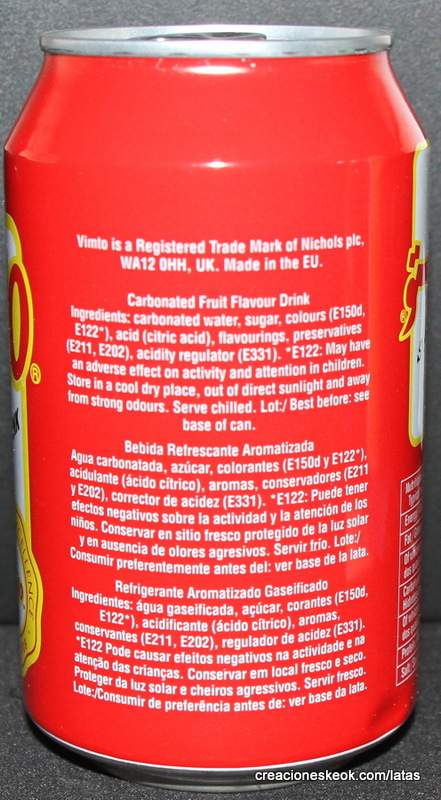 Vimto is a Registered Trade Mark of Nichols plc,
WA12 0HH, UK. Made in the EU.
Carbonated Fruit Flavour Drink
Ingredients: carbonated water, sugar, colours (E150d,
E122*), acid (citric acid), flavourings, preservatives
(E211, E202), acidity regulator (E331). *E122: May have
an adverse effect on activity and attention in children.
Store in a cool dry place, out of direct sunlight and away
from strong odours. Serve chilled. Lot:/ Best before: see
base of can.
Bebida Refrescante Aromatizada
Agua carbonatada, azúcar, colorantes (E150d y E122*),
acidulante (ácido cítrico), aromas, conservadores (E211
y E202), corrector de acidez (E331). *E122: Puede tener
efectos negativos sobre la actividad y la atención de los
niños. Conservar en sitio fresco protegido de la luz solar
y en ausencia de olores agresivos. Servir frío. Lote:/
Consumir preferentemente antes del: ver base de la lata.
Refrigerante Aromatizado Gaseificado
Ingredientes: água gaseificada, açúcar, corantes (E150d,
E122*), acidificante (ácido cítrico), aromas,
conservantes (E211, E202), regulador de acidez (E331).
*E122 Pode causar efeitos negativos na actividade e na
atenção das crianças. Conservar em local fresco e seco.
Proteger da luz solar e cheiros agressivos. Servir fresco.
Lote:/Consumir de preferência antes de: ver base da lata.
creacioneskeok.com/latas